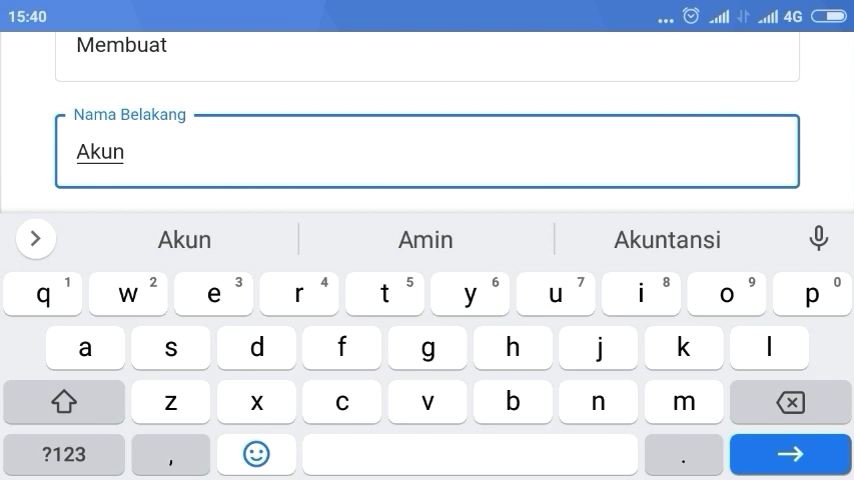 15:40
4G
Membuat
Nama Belakang
Akun
Akun Amin Akuntansi
q 1 w 2 e 3 r 4 t 5 y 6 u 7 i 8 o 9 p 0
a s d f g h j k l
z x c v b n m
?123 , .